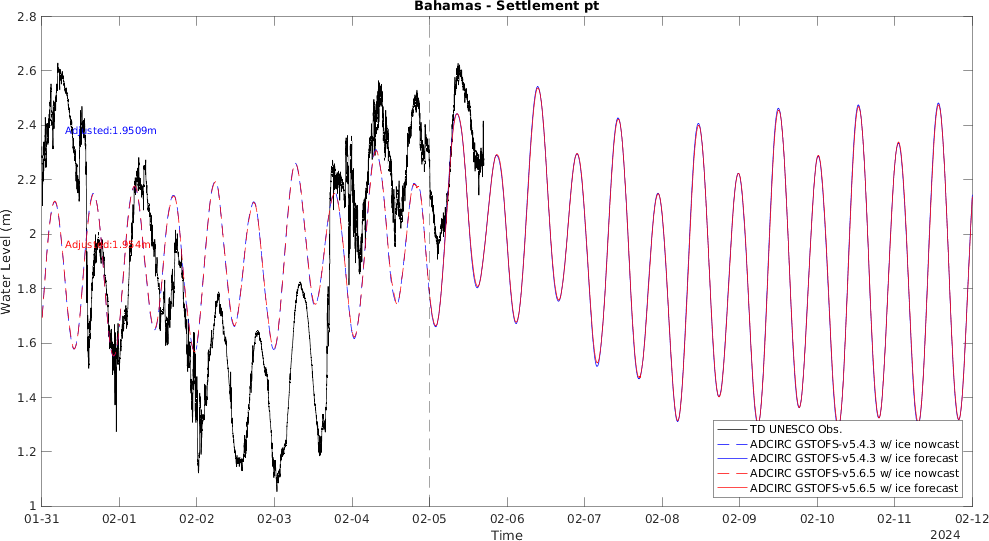 Bahamas - Settlement pt
2.8
2.6
2.4
2.2
2
1.8
1.6
1.4
1.2
1
Water Level (m)
Adjusted:1.9509m
Adjusted:1.954m
TD UNESCO Obs.
ADCIRC GSTOFS-v5.4.3 w/ ice nowcast
ADCIRC GSTOFS-v5.4.3 w/ ice forecast
ADCIRC GSTOFS-v5.6.5 w/ ice nowcast
ADCIRC GSTOFS-v5.6.5 w/ ice forecast
01-31 02-01 02-02 02-03 02-04 02-05 02-06 02-07 02-08 02-09 02-10 02-11 02-12
Time
2024